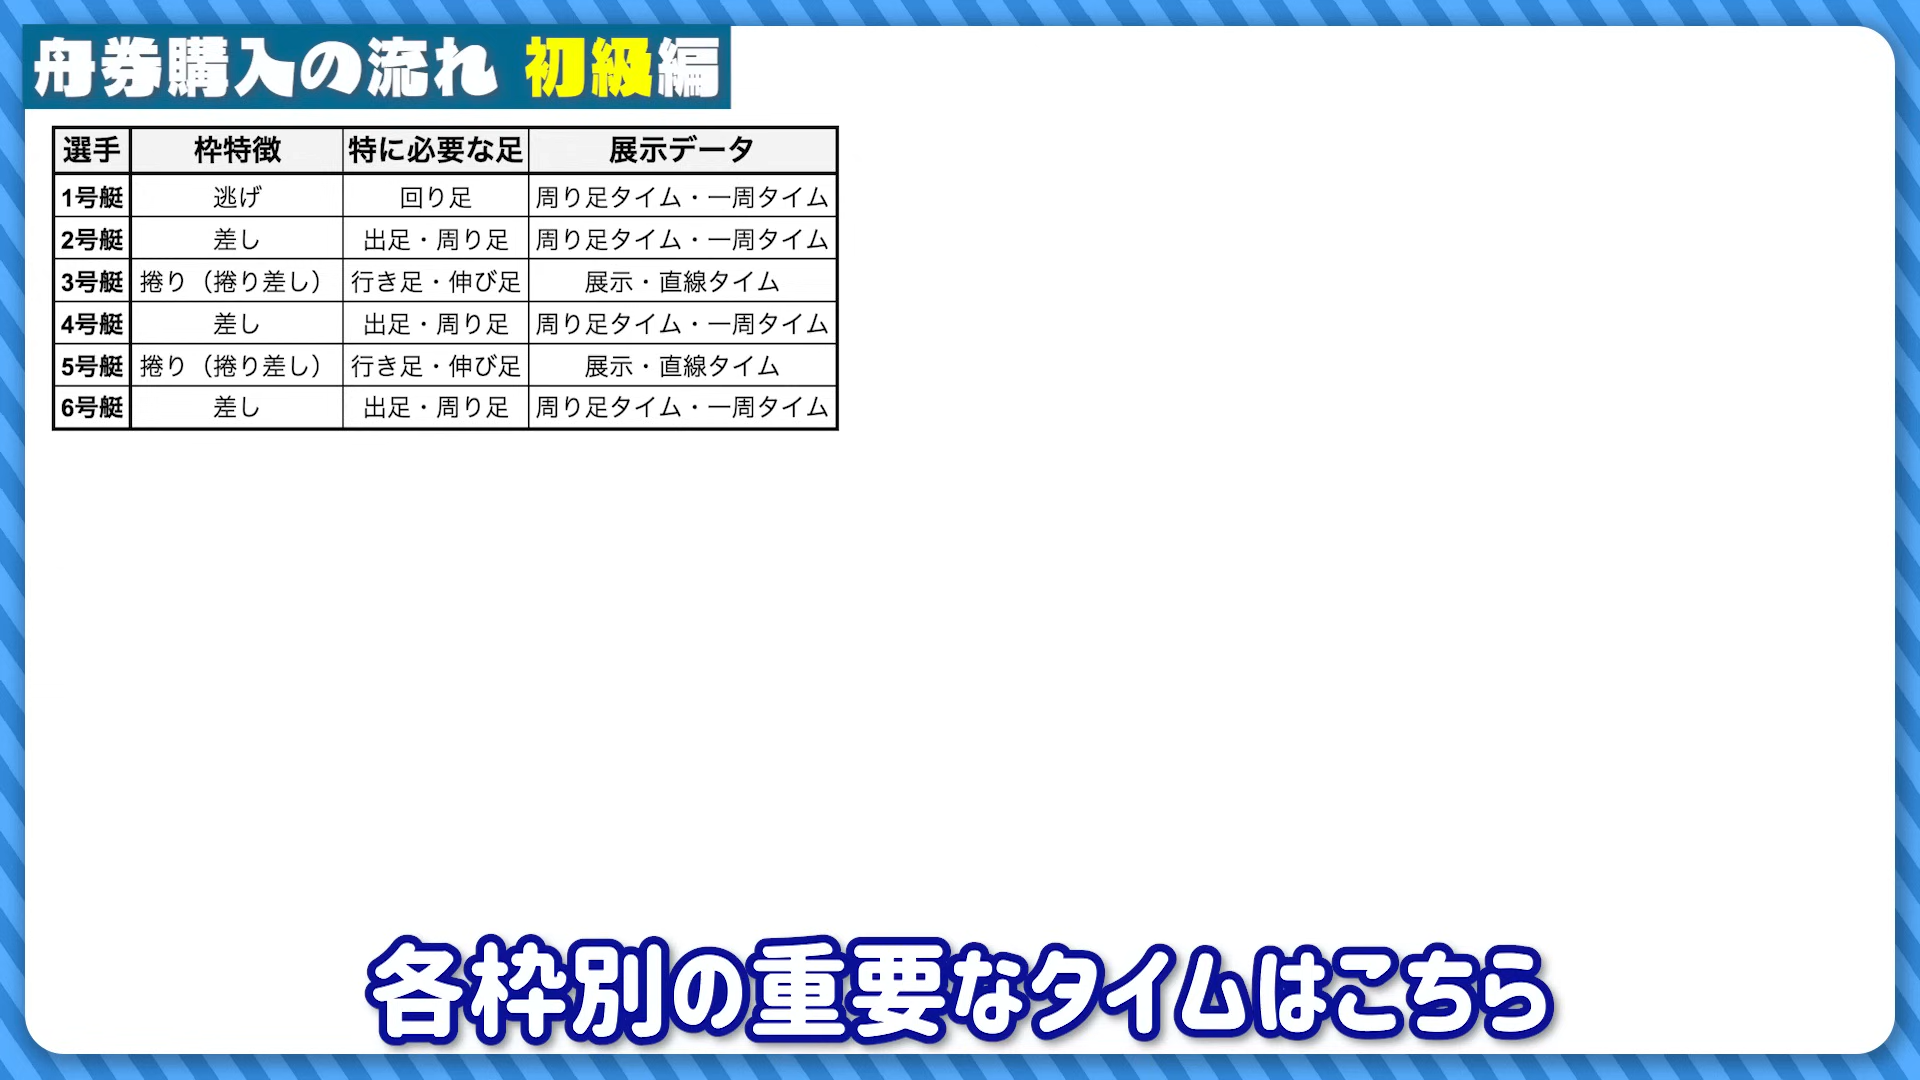 舟券購入の流れ 初級編
選手 枠特徴 特に必要な足 展示データ
1号艇 逃げ 回り足 周り足タイム・一周タイム
2号艇 差し 出足・周り足 周り足タイム・一周タイム
3号艇 捲り（捲り差し） 行き足・伸び足 展示・直線タイム
4号艇 差し 出足・周り足 周り足タイム・一周タイム
5号艇 捲り（捲り差し） 行き足・伸び足 展示・直線タイム
6号艇 差し 出足・周り足 周り足タイム・一周タイム
各枠別の重要なタイムはこちら